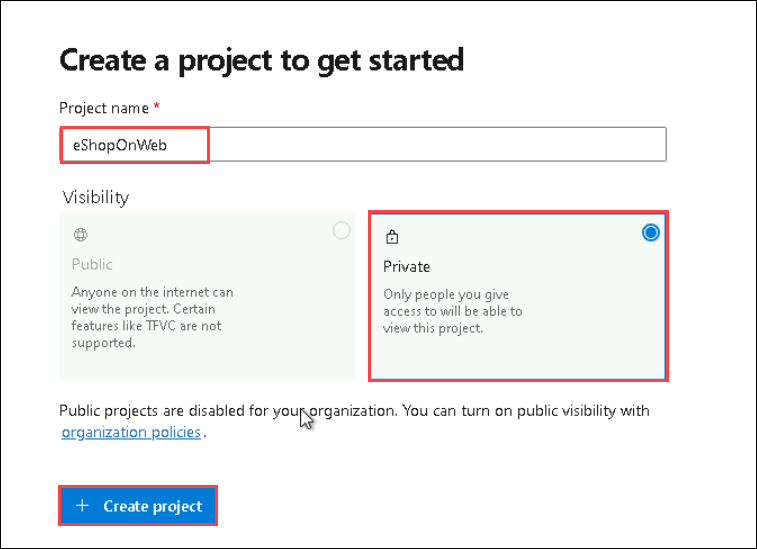 Create a project to get started
Project name *
eShopOnWeb
Visibility
Public
Anyone on the internet can
view the project. Certain
features like TFVC are not
supported.
Private
Only people you give
access to will be able to
view this project.
Public projects are disabled for your organization. You can turn on public visibility with
organization policies.
+ Create project